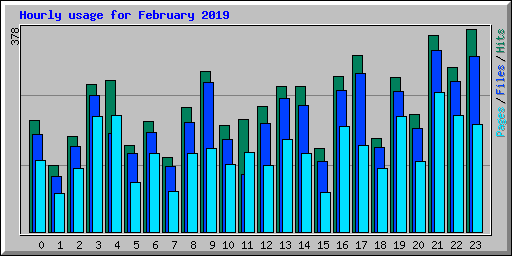 Hourly usage for February 2019
378
Pages / Files / Hits
0 1 2 3 4 5 6 7 8 9 10 11 12 13 14 15 16 17 18 19 20 21 22 23